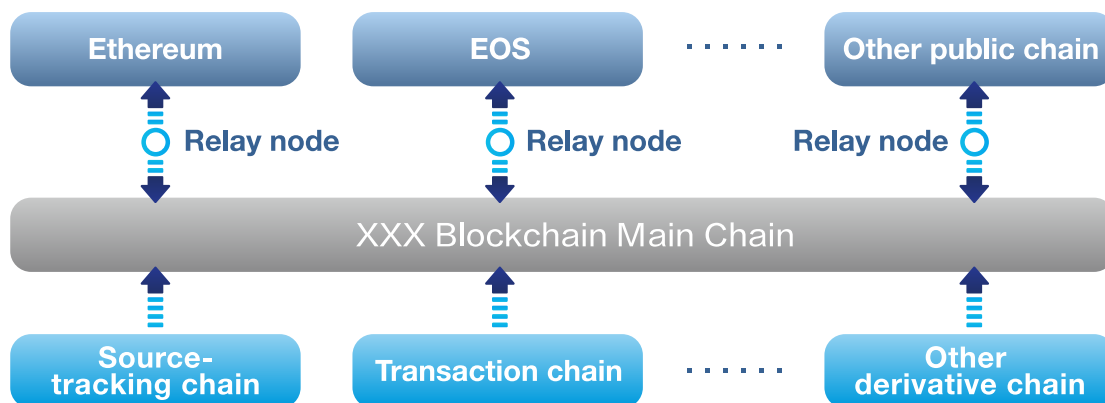 Ethereum
EOS
Other public chain
Relay node
Relay node
Relay node
XXX Blockchain Main Chain
Source-
tracking chain
Transaction chain
Other
derivative chain